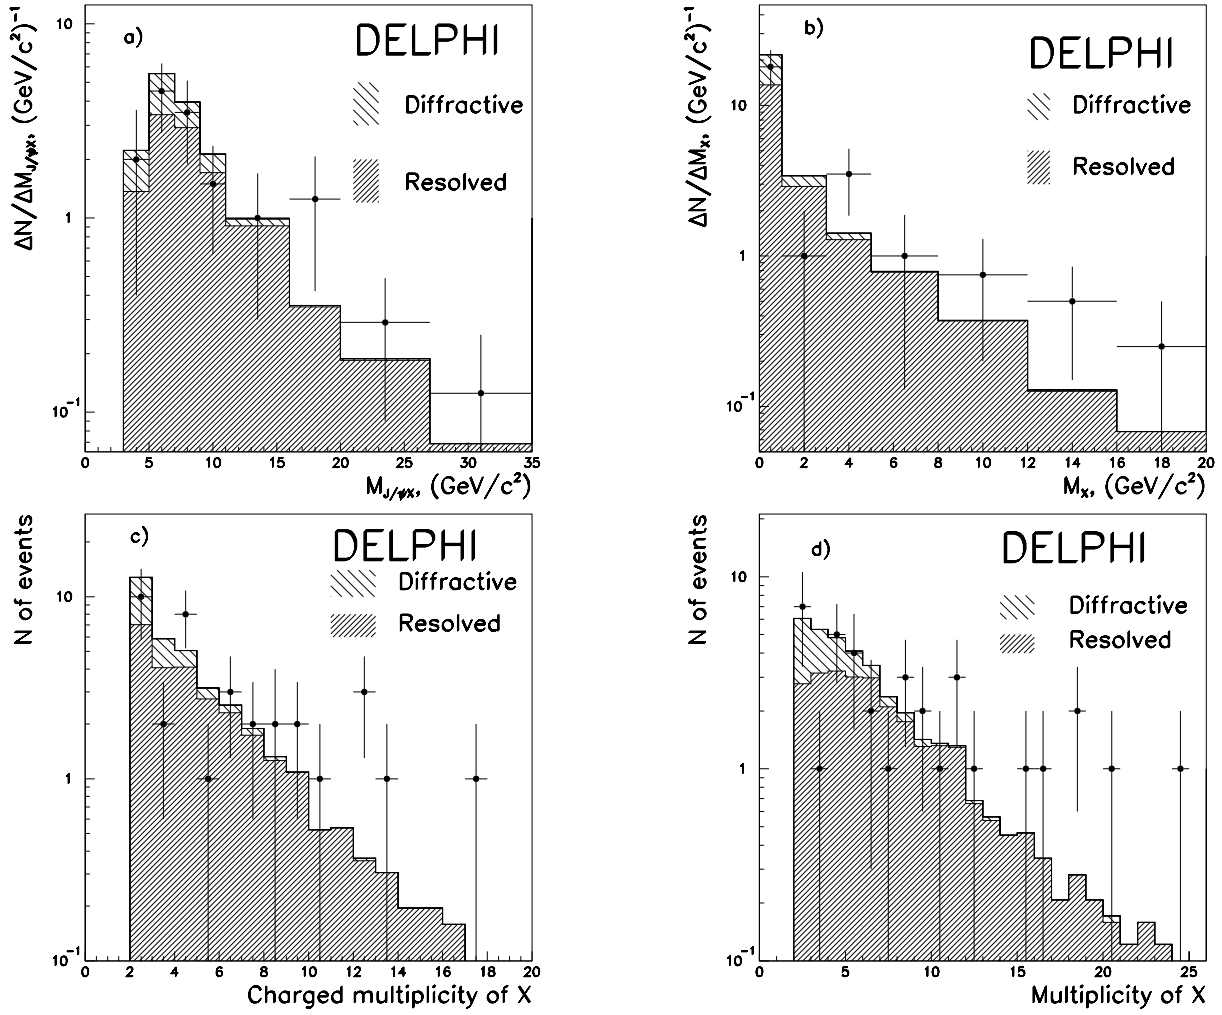 a)
DELPHI
Diffractive
Resolved
ΔN/ΔM_{J/ψX}, (GeV/c²)⁻¹
10
1
10⁻¹
0 5 10 15 20 25 30 35
M_{J/ψX}, (GeV/c²)
b)
DELPHI
Diffractive
Resolved
ΔN/ΔM_X, (GeV/c²)⁻¹
10
1
10⁻¹
0 2 4 6 8 10 12 14 16 18 20
M_X, (GeV/c²)
c)
DELPHI
Diffractive
Resolved
N of events
10
1
10⁻¹
0 2 4 6 8 10 12 14 16 18 20
Charged multiplicity of X
d)
DELPHI
Diffractive
Resolved
N of events
10
1
10⁻¹
0 5 10 15 20 25
Multiplicity of X